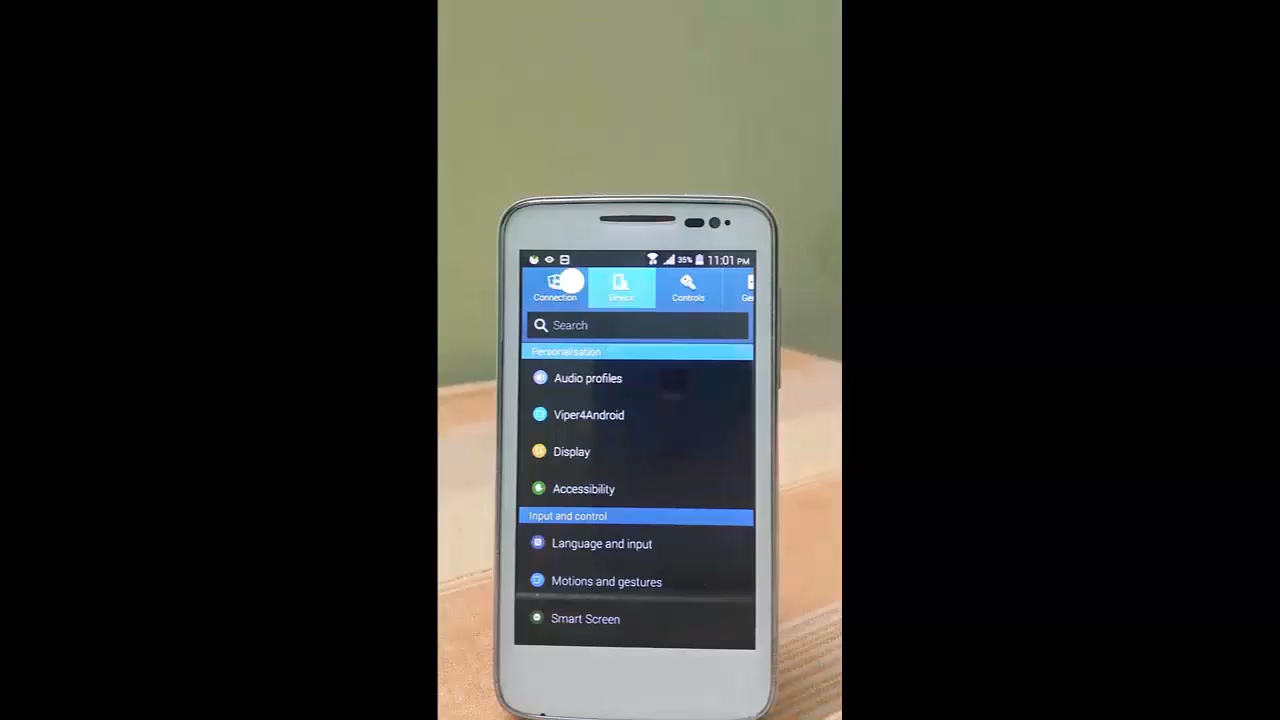 35% 11:01 PM
Connection Device Controls Ge
Search
Personalisation
Audio profiles
Viper4Android
Display
Accessibility
Input and control
Language and input
Motions and gestures
Smart Screen